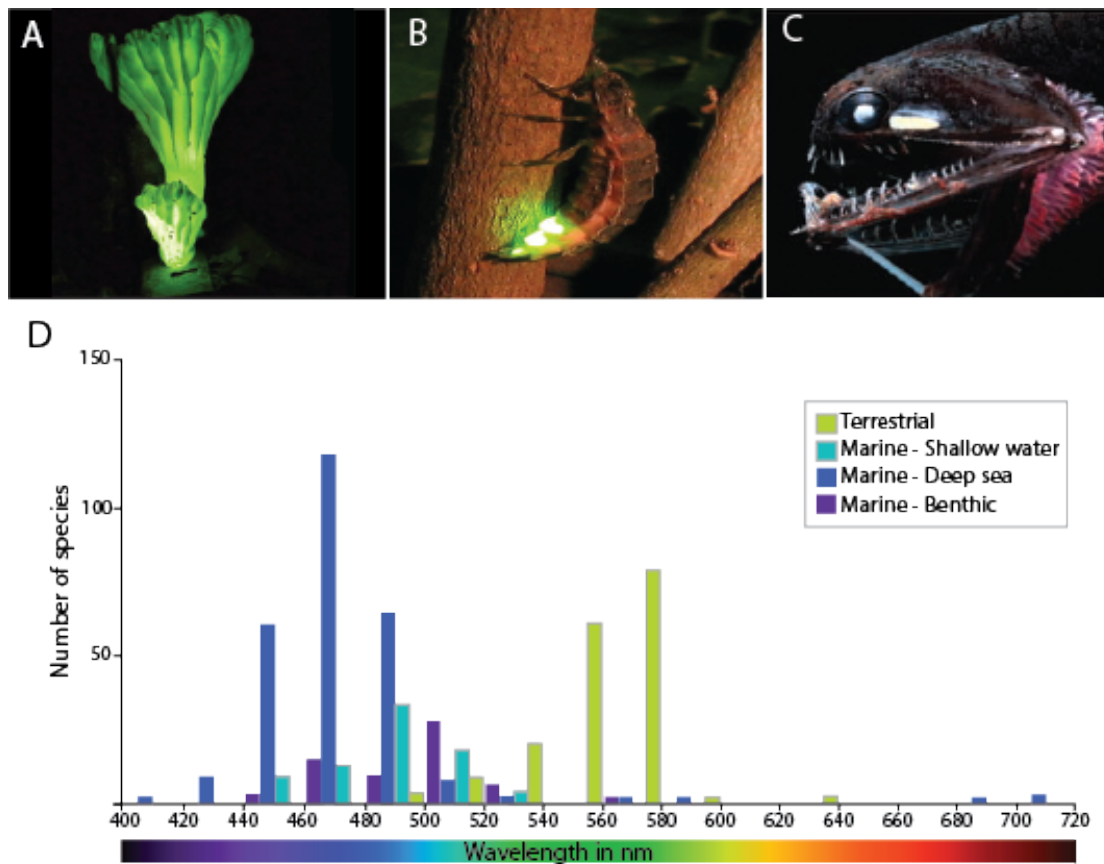 A
B
C
D
150
100
50
Number of species
Terrestrial
Marine - Shallow water
Marine - Deep sea
Marine - Benthic
400 420 440 460 480 500 520 540 560 580 600 620 640 660 680 700 720
Wavelength in nm